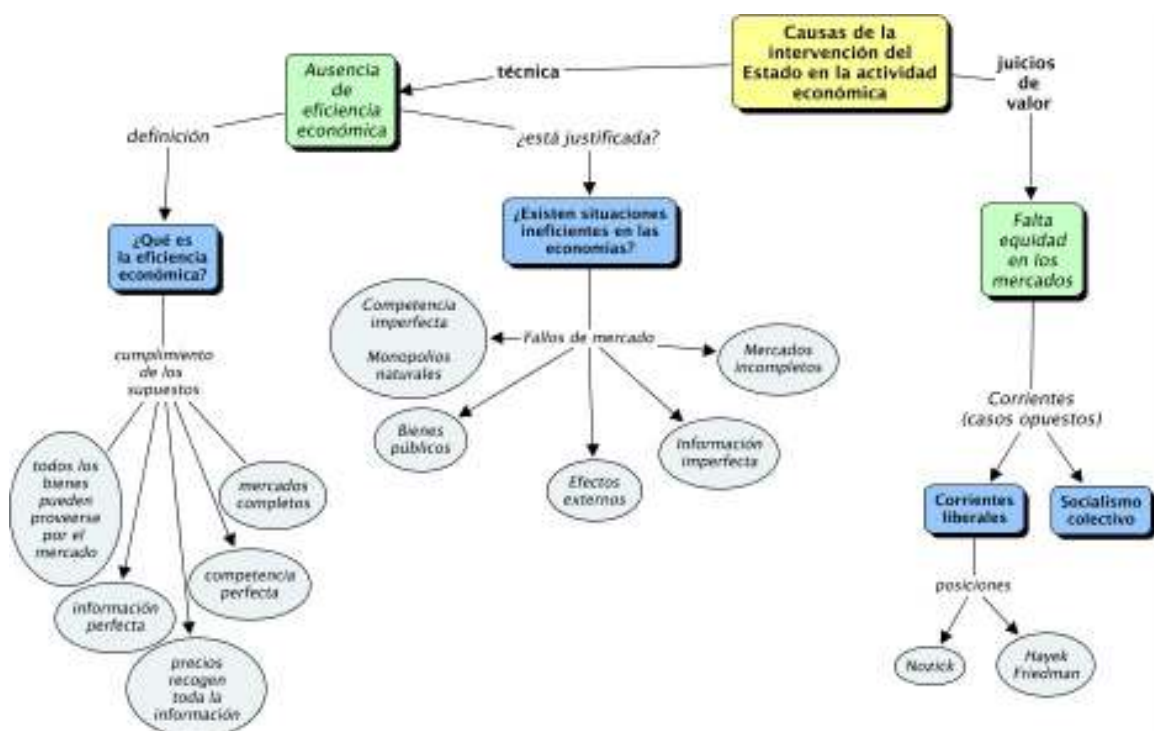 Causas de la
intervención del
Estado en la actividad
económica
técnica
juicios
de
valor
Ausencia
de
eficiencia
económica
definición
¿está justificada?
¿Qué es
la eficiencia
económica?
¿Existen situaciones
ineficientes en las
economías?
Falta
equidad
en los
mercados
cumplimiento
de los
supuestos
todos los
bienes
pueden
proveerse
por el
mercado
información
perfecta
precios
recogen
toda la
información
competencia
perfecta
mercados
completos
Fallos de mercado
Competencia
imperfecta
Monopolios
naturales
Bienes
públicos
Efectos
externos
Información
imperfecta
Mercados
incompletos
Corrientes
(casos opuestos)
Corrientes
liberales
Socialismo
colectivo
posiciones
Nozick
Hayek
Friedman